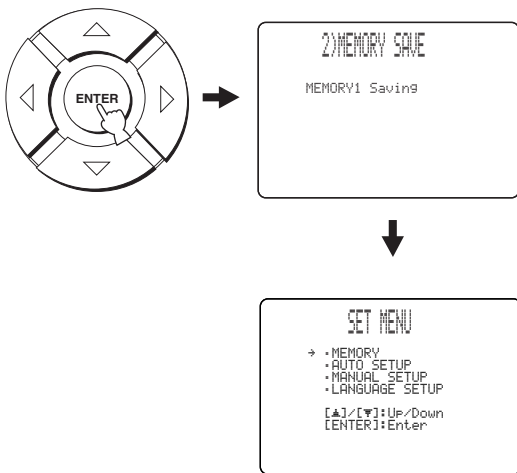 ENTER
2)MEMORY SAVE
MEMORY1 Saving
SET MENU
→ ·MEMORY
·AUTO SETUP
·MANUAL SETUP
·LANGUAGE SETUP
[▲]/[▼]:Up/Down
[ENTER]:Enter